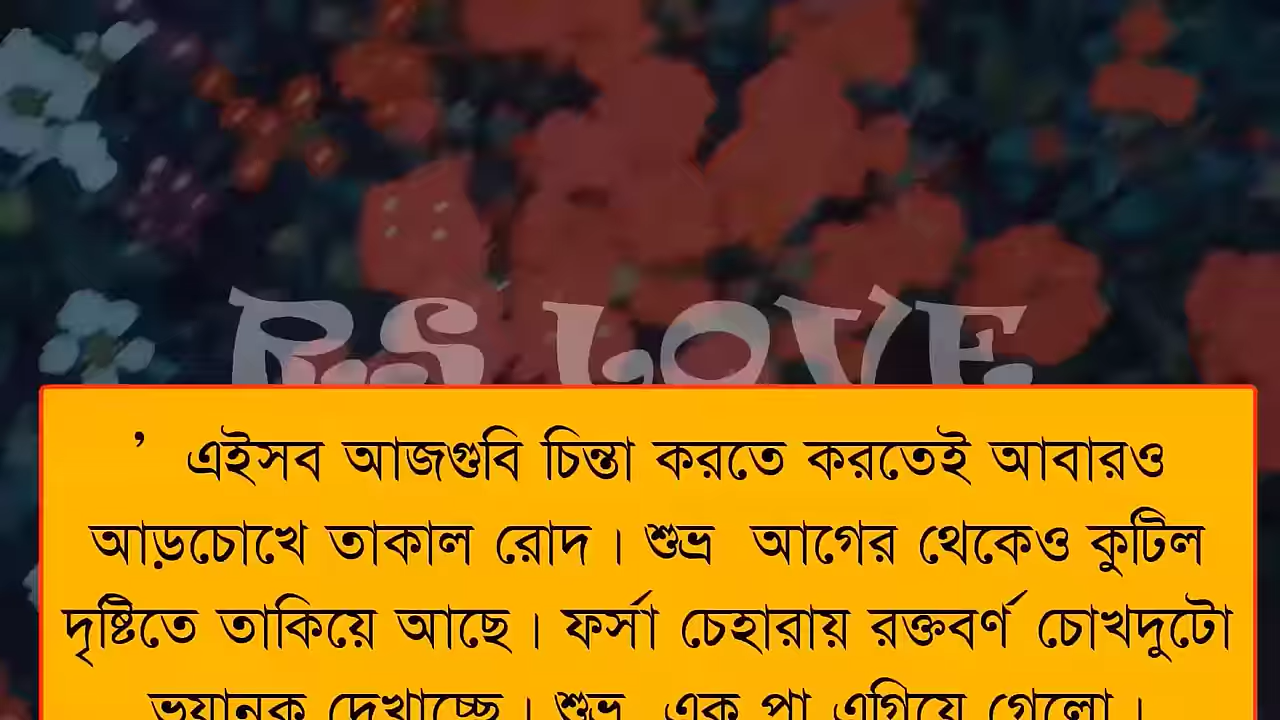 RS LOVE
’ এইসব আজগুবি চিন্তা করতে করতেই আবারও
আড়চোখে তাকাল রোদ। শুভ্র আগের থেকেও কুটিল
দৃষ্টিতে তাকিয়ে আছে। ফর্সা চেহারায় রক্তবর্ণ চোখদুটো
ভয়ানক দেখাচ্ছে। শুভ্র এক পা এগিয়ে গেলো।